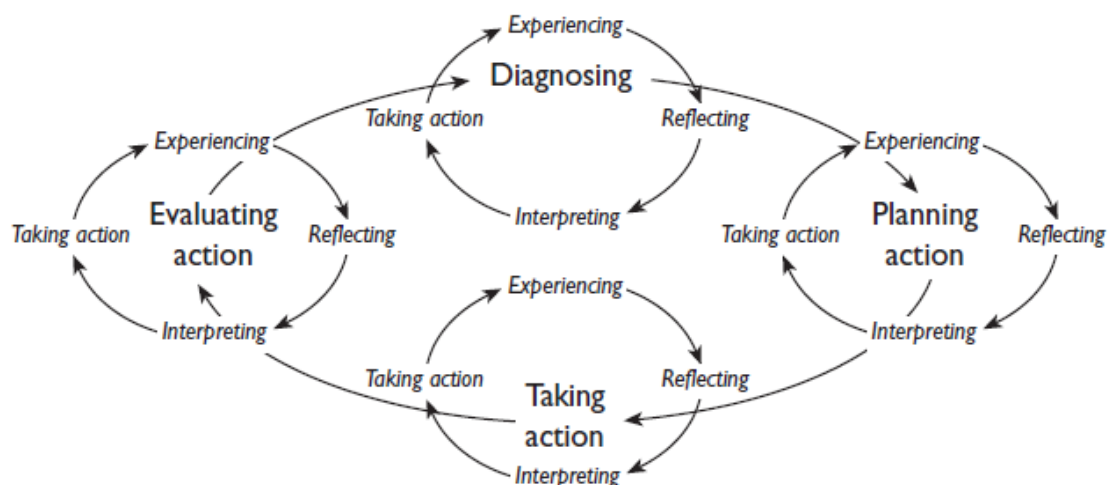 Experiencing
Diagnosing
Taking action
Reflecting
Interpreting
Experiencing
Evaluating
action
Taking action
Reflecting
Interpreting
Experiencing
Planning
action
Taking action
Reflecting
Interpreting
Experiencing
Taking action
Reflecting
Taking
action
Interpreting